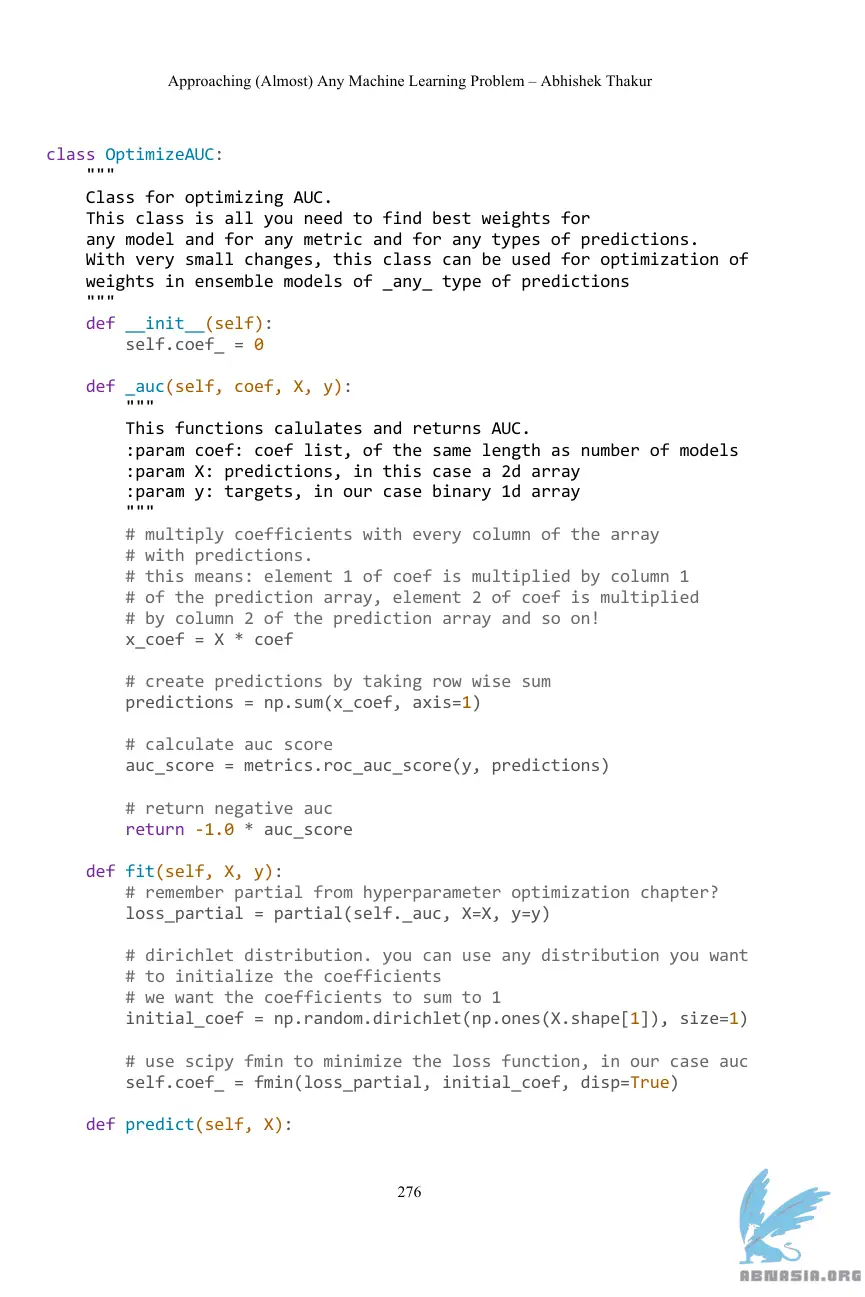 Approaching (Almost) Any Machine Learning Problem – Abhishek Thakur
class OptimizeAUC:
    """
    Class for optimizing AUC.
    This class is all you need to find best weights for
    any model and for any metric and for any types of predictions.
    With very small changes, this class can be used for optimization of
    weights in ensemble models of _any_ type of predictions
    """
    def __init__(self):
        self.coef_ = 0
    def _auc(self, coef, X, y):
        """
        This functions calulates and returns AUC.
        :param coef: coef list, of the same length as number of models
        :param X: predictions, in this case a 2d array
        :param y: targets, in our case binary 1d array
        """
        # multiply coefficients with every column of the array
        # with predictions.
        # this means: element 1 of coef is multiplied by column 1
        # of the prediction array, element 2 of coef is multiplied
        # by column 2 of the prediction array and so on!
        x_coef = X * coef
        # create predictions by taking row wise sum
        predictions = np.sum(x_coef, axis=1)
        # calculate auc score
        auc_score = metrics.roc_auc_score(y, predictions)
        # return negative auc
        return -1.0 * auc_score
    def fit(self, X, y):
        # remember partial from hyperparameter optimization chapter?
        loss_partial = partial(self._auc, X=X, y=y)
        # dirichlet distribution. you can use any distribution you want
        # to initialize the coefficients
        # we want the coefficients to sum to 1
        initial_coef = np.random.dirichlet(np.ones(X.shape[1]), size=1)
        # use scipy fmin to minimize the loss function, in our case auc
        self.coef_ = fmin(loss_partial, initial_coef, disp=True)
    def predict(self, X):
276
ABNASIA.ORG